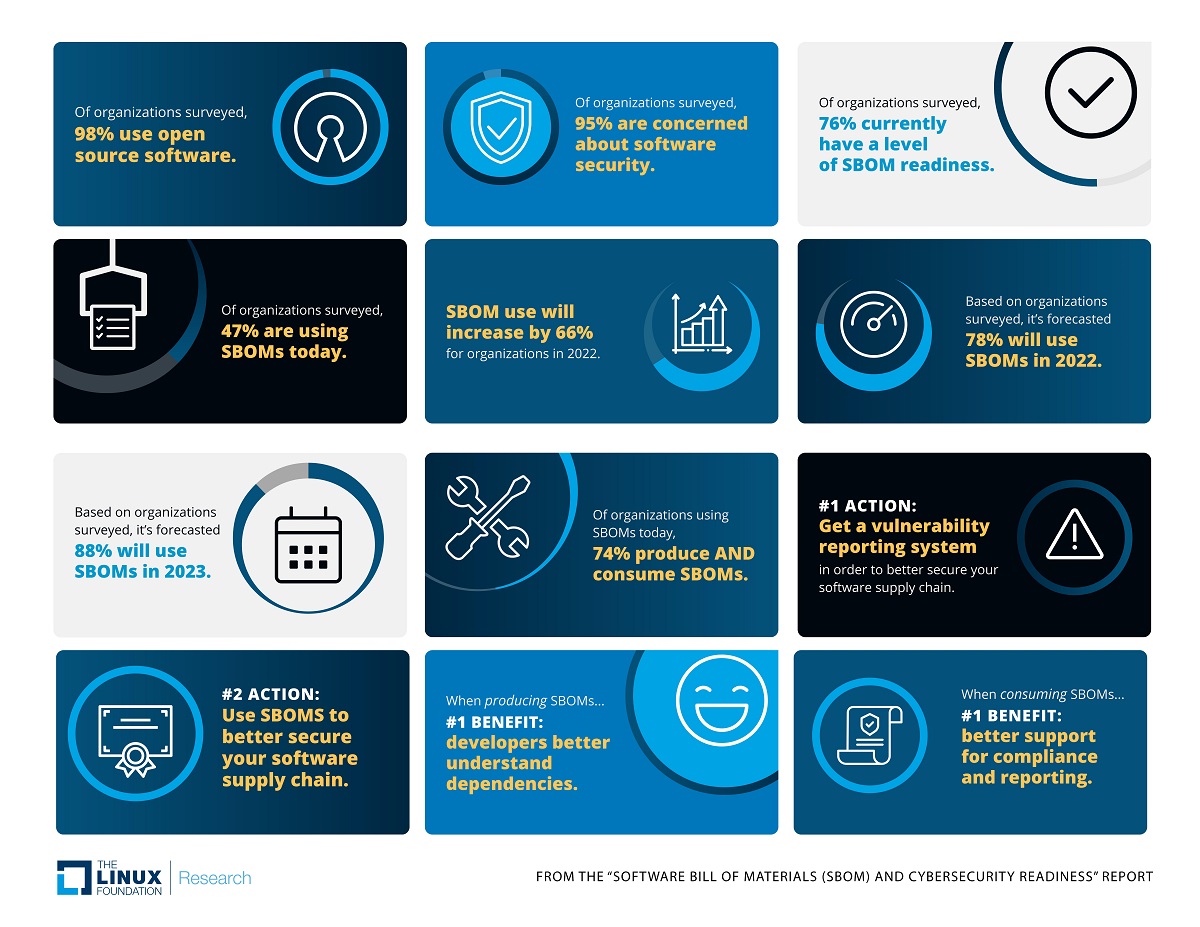 Of organizations surveyed,
98% use open
source software.
Of organizations surveyed,
95% are concerned
about software
security.
Of organizations surveyed,
76% currently
have a level
of SBOM readiness.
Of organizations surveyed,
47% are using
SBOMs today.
SBOM use will
increase by 66%
for organizations in 2022.
Based on organizations
surveyed, it's forecasted
78% will use
SBOMs in 2022.
Based on organizations
surveyed, it's forecasted
88% will use
SBOMs in 2023.
Of organizations using
SBOMs today,
74% produce AND
consume SBOMs.
#1 ACTION:
Get a vulnerability
reporting system
in order to better secure your
software supply chain.
#2 ACTION:
Use SBOMS to
better secure
your software
supply chain.
When producing SBOMs...
#1 BENEFIT:
developers better
understand
dependencies.
When consuming SBOMs...
#1 BENEFIT:
better support
for compliance
and reporting.
THE
LINUX
FOUNDATION
Research
FROM THE "SOFTWARE BILL OF MATERIALS (SBOM) AND CYBERSECURITY READINESS" REPORT